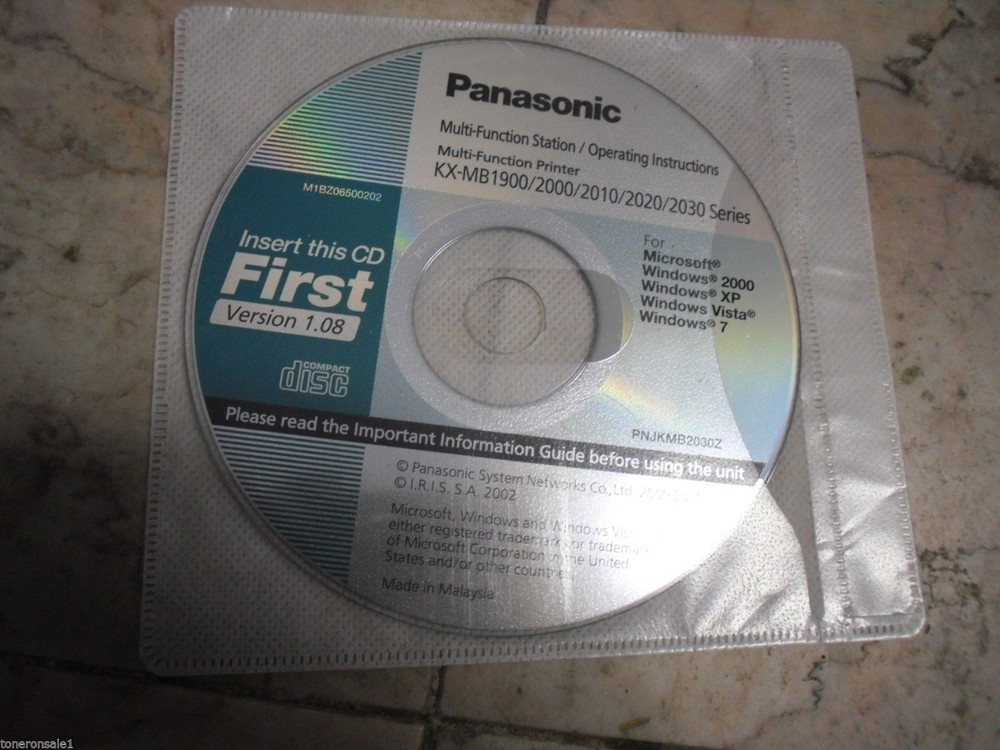 Panasonic
Multi-Function Station / Operating Instructions
Multi-Function Printer
KX-MB1900/2000/2010/2020/2030 Series
M1BZ06500202
Insert this CD
First
Version 1.08
COMPACT
disc
For
Microsoft®
Windows® 2000
Windows® XP
Windows Vista®
Windows® 7
PNJKMB2030Z
Please read the Important Information Guide before using the unit
© Panasonic System Networks Co., Ltd.
© I.R.I.S. S.A. 2002
Microsoft, Windows and Windows Vista
either registered trademark or
of Microsoft Corporation in the United
States and/or other countries
Made in Malaysia
toneronsale1